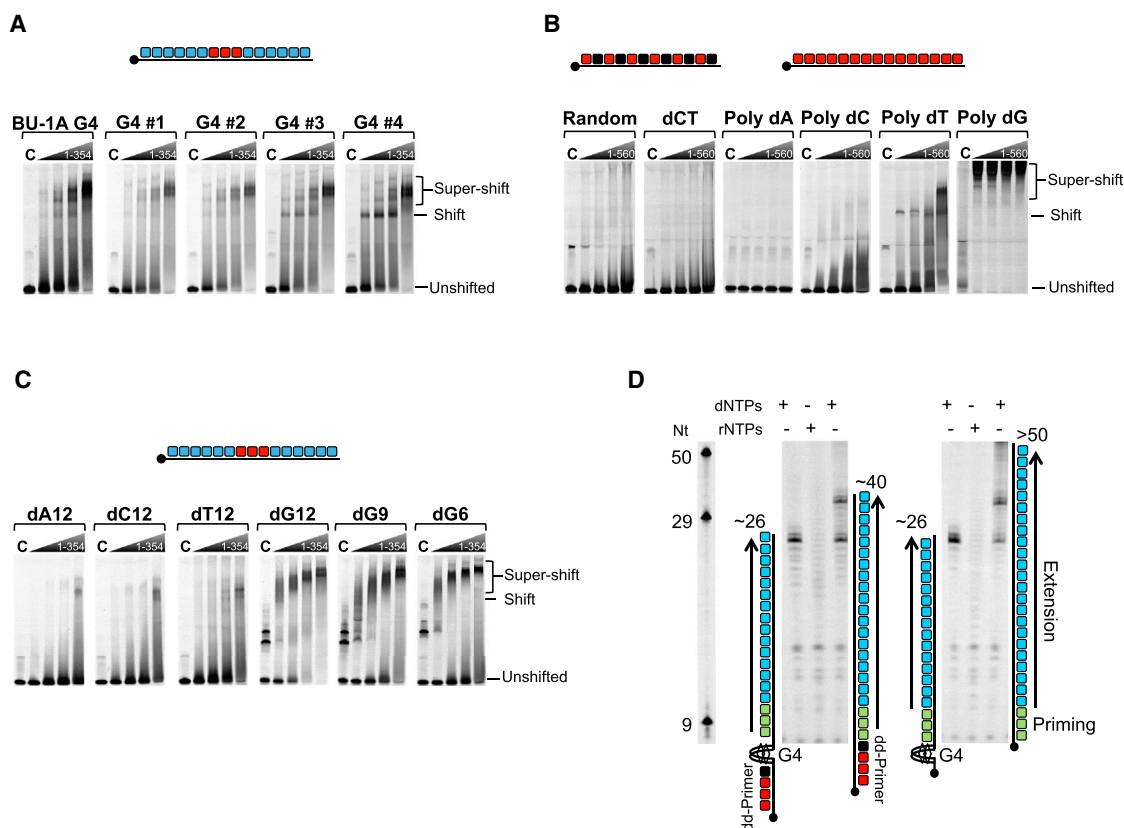 A
BU-1A G4 G4 #1 G4 #2 G4 #3 G4 #4
C 1-354 C 1-354 C 1-354 C 1-354 C 1-354
Super-shift
Shift
Unshifted
B
Random dCT Poly dA Poly dC Poly dT Poly dG
C 1-560 C 1-560 C 1-560 C 1-560 C 1-560 C 1-560
Super-shift
Shift
Unshifted
C
dA12 dC12 dT12 dG12 dG9 dG6
C 1-354 C 1-354 C 1-354 C 1-354 C 1-354 C 1-354
Super-shift
Shift
Unshifted
D
dNTPs + - + + - +
Nt rNTPs - + - - + -
50
29
9
~26
G4
dd-Primer
~40
dd-Primer
~26
G4
>50
Extension
Priming